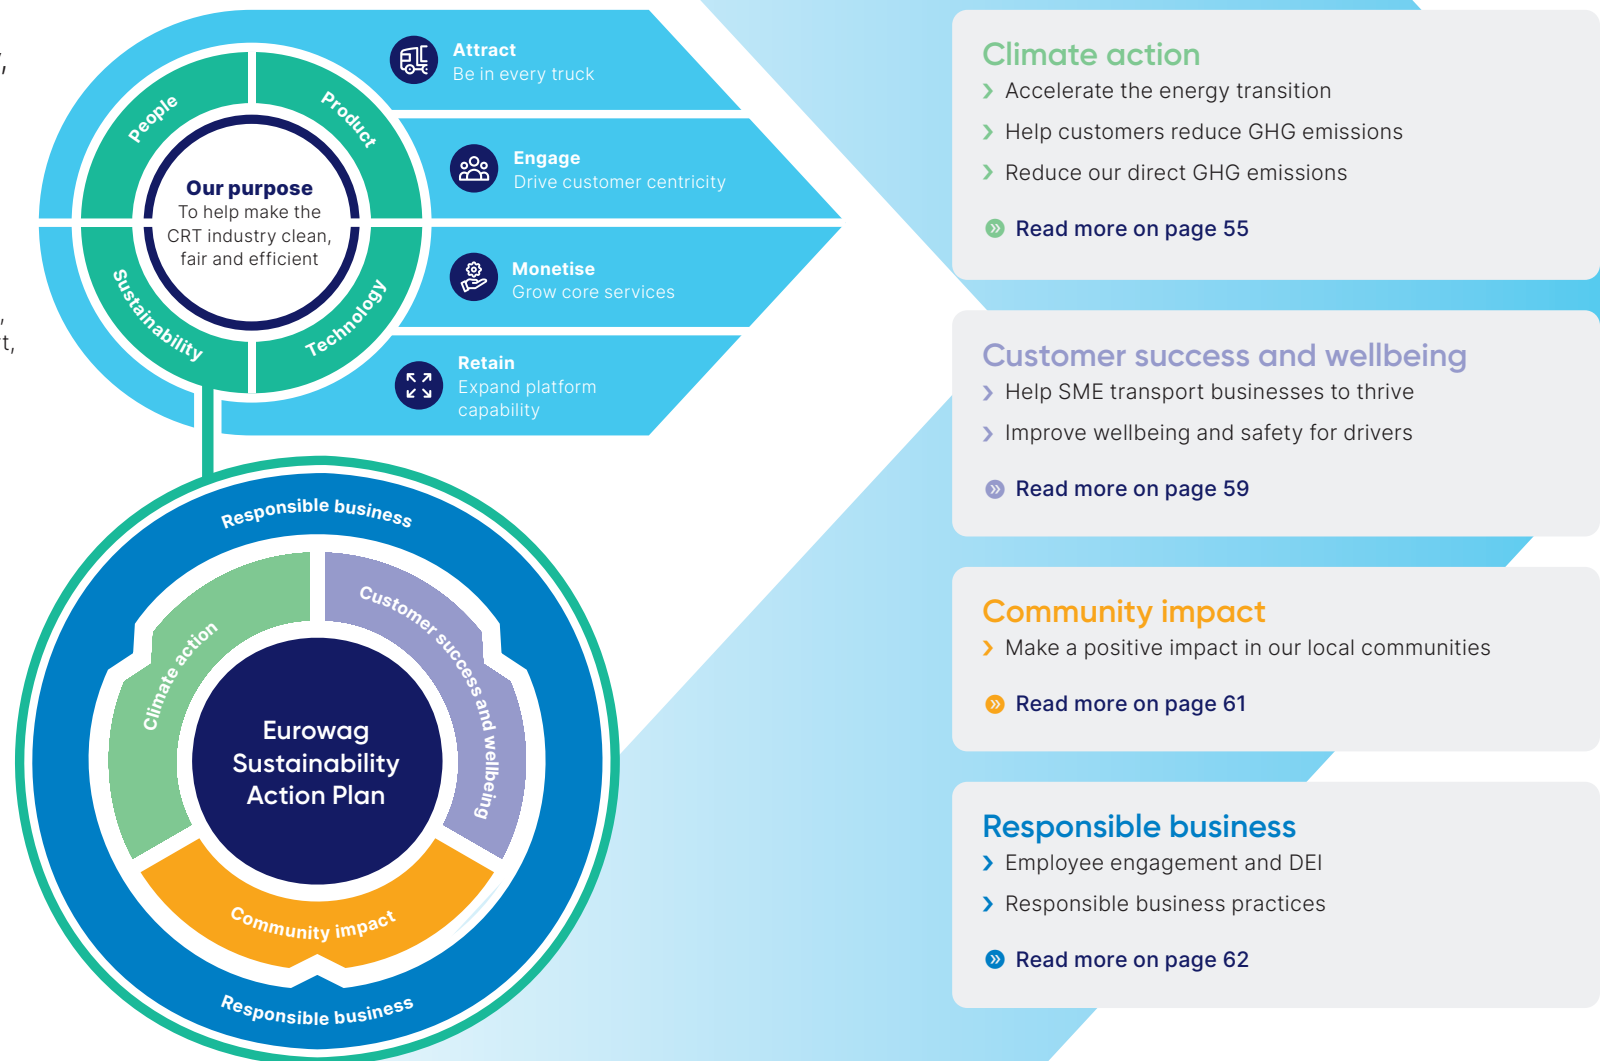 Attract
Be in every truck
Engage
Drive customer centricity
Monetise
Grow core services
Retain
Expand platform
capability
People
Product
Sustainability
Technology
Our purpose
To help make the
CRT industry clean,
fair and efficient
Responsible business
Climate action
Customer success and wellbeing
Community impact
Responsible business
Eurowag
Sustainability
Action Plan
Climate action
Accelerate the energy transition
Help customers reduce GHG emissions
Reduce our direct GHG emissions
Read more on page 55
Customer success and wellbeing
Help SME transport businesses to thrive
Improve wellbeing and safety for drivers
Read more on page 59
Community impact
Make a positive impact in our local communities
Read more on page 61
Responsible business
Employee engagement and DEI
Responsible business practices
Read more on page 62